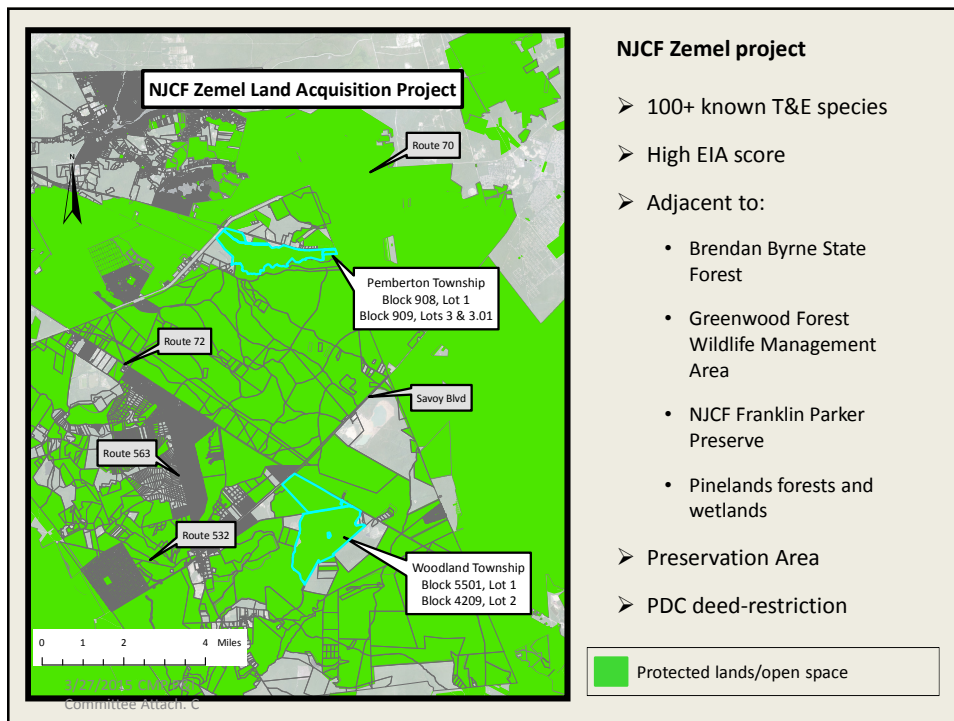 NJCF Zemel Land Acquisition Project
N
Route 70
Pemberton Township
Block 908, Lot 1
Block 909, Lots 3 & 3.01
Route 72
Savoy Blvd
Route 563
Route 532
Woodland Township
Block 5501, Lot 1
Block 4209, Lot 2
0 1 2 4 Miles
3/27/2015 CMP
Committee Attach. C
NJCF Zemel project
➢ 100+ known T&E species
➢ High EIA score
➢ Adjacent to:
• Brendan Byrne State
Forest
• Greenwood Forest
Wildlife Management
Area
• NJCF Franklin Parker
Preserve
• Pinelands forests and
wetlands
➢ Preservation Area
➢ PDC deed-restriction
Protected lands/open space